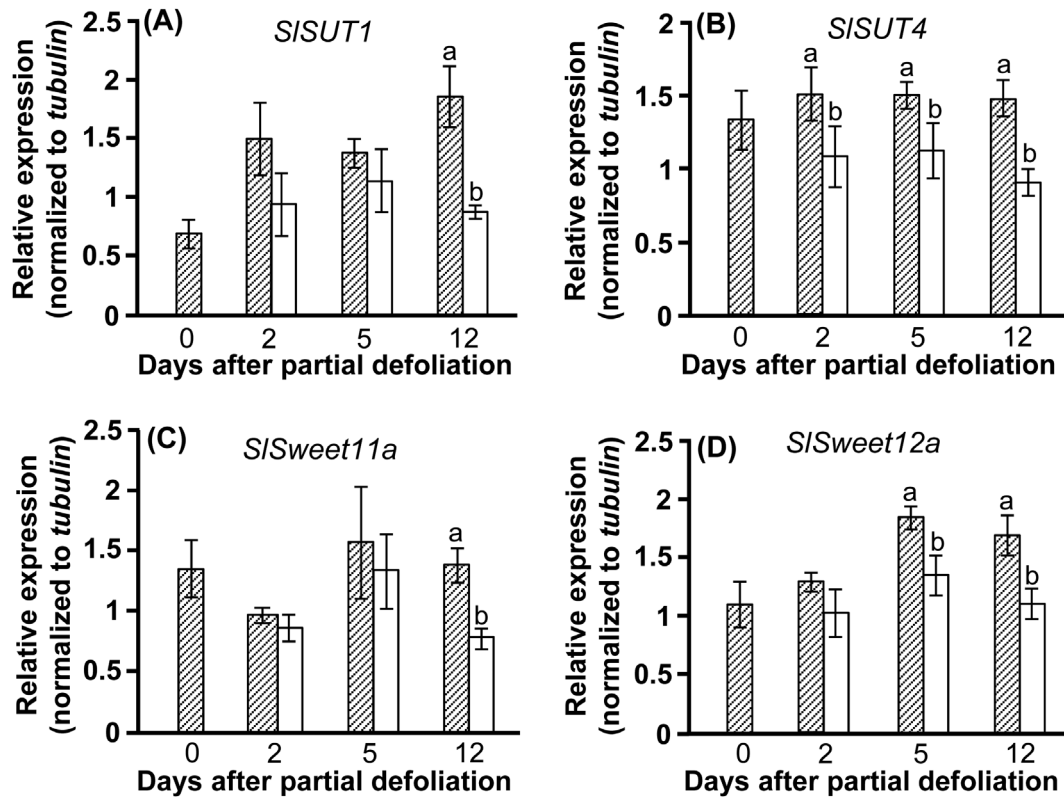 (A) SlSUT1
Relative expression
(normalized to tubulin)
2.5
2
1.5
1
0.5
0
a
b
0 2 5 12
Days after partial defoliation
(B) SlSUT4
Relative expression
(normalized to tubulin)
2
1.5
1
0.5
0
a a a
b b b
0 2 5 12
Days after partial defoliation
(C) SlSweet11a
Relative expression
(normalized to tubulin)
2.5
2
1.5
1
0.5
0
a
b
0 2 5 12
Days after partial defoliation
(D) SlSweet12a
Relative expression
(normalized to tubulin)
2.5
2
1.5
1
0.5
0
a a
b b
0 2 5 12
Days after partial defoliation